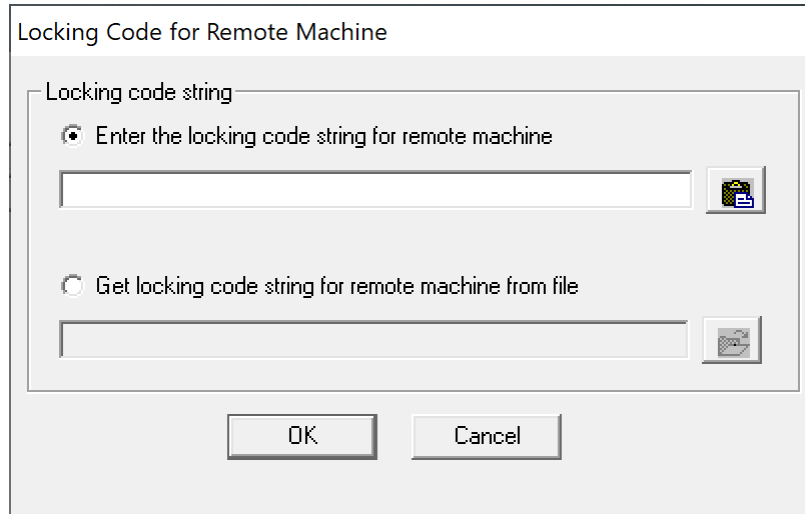 Locking Code for Remote Machine
Locking code string
Enter the locking code string for remote machine
Get locking code string for remote machine from file
OK
Cancel